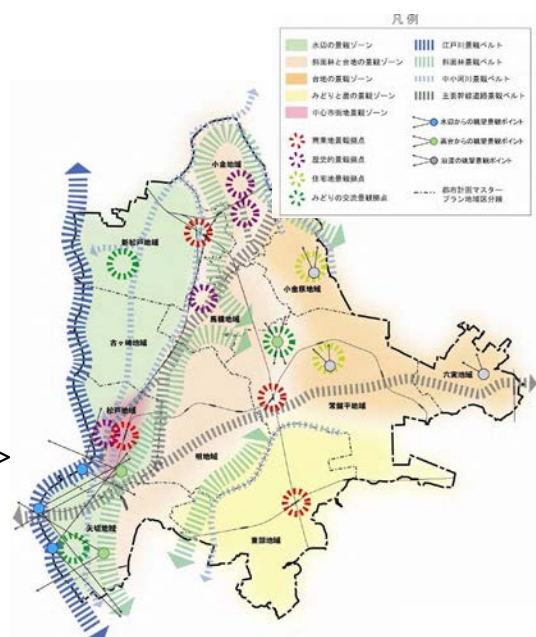 凡例
水辺の景観ゾーン
斜面林と台地の景観ゾーン
台地の景観ゾーン
みどりと農の景観ゾーン
中心市街地景観ゾーン
商業地景観拠点
歴史的景観拠点
住宅地景観拠点
みどりの交流景観拠点
江戸川景観ベルト
斜面林景観ベルト
中小河川景観ベルト
主要幹線道路景観ベルト
水辺からの眺望景観ポイント
高台からの眺望景観ポイント
沿道の眺望景観ポイント
都市計画マスター
プラン地域区分線
小金地域
新松戸地域
小金原地域
馬橋地域
古ヶ崎地域
六実地域
常盤平地域
松戸地域
明地域
矢切地域
東部地域
>